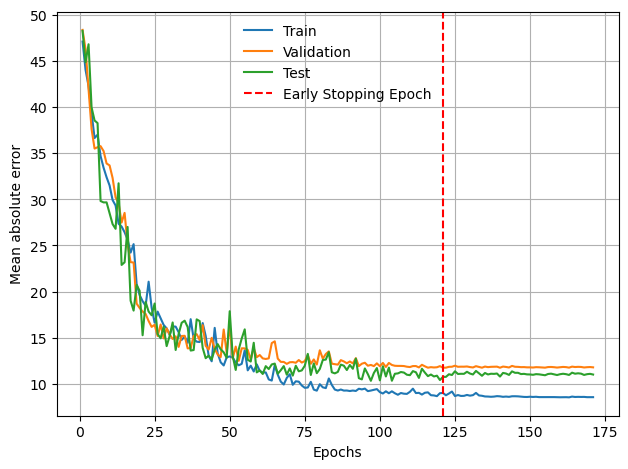 50
45
40
35
30
25
20
15
10
Mean absolute error
Train
Validation
Test
Early Stopping Epoch
0 25 50 75 100 125 150 175
Epochs